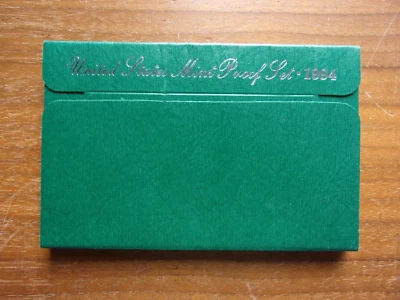 United States Mint Proof Set • 1994